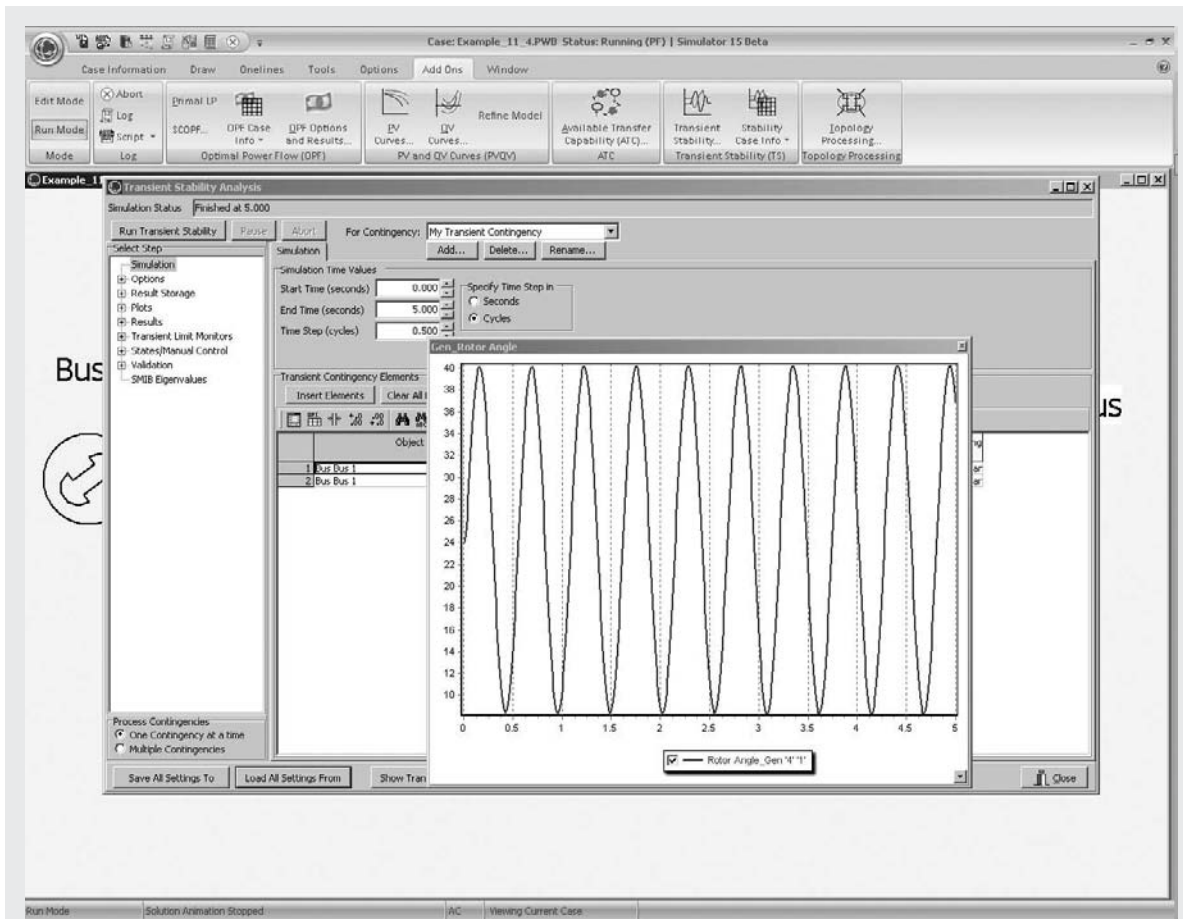 Case: Example_11_4.PWB Status: Running (PF) | Simulator 15 Beta
Case Information Draw Onelines Tools Options Add Ons Window
Edit Mode
Run Mode
Mode
Abort
Log
Script
Log
Primal LP
SCOPF...
OPF Case Info
OPF Options and Results...
Optimal Power Flow (OPF)
PV Curves...
QV Curves...
Refine Model
PV and QV Curves (PVQV)
Available Transfer Capability (ATC)...
ATC
Transient Stability...
Stability Case Info
Transient Stability (TS)
Topology Processing...
Topology Processing
Example_1
Transient Stability Analysis
Simulation Status Finished at 5.000
Run Transient Stability Pause Abort For Contingency: My Transient Contingency
Add... Delete... Rename...
Select Step
Simulation
Options
Result Storage
Plots
Results
Transient Limit Monitors
States/Manual Control
Validation
SMIB Eigenvalues
Simulation
Simulation Time Values
Start Time (seconds) 0.000
End Time (seconds) 5.000
Time Step (cycles) 0.500
Specify Time Step in
Seconds
Cycles
Transient Contingency Elements
Insert Elements Clear All
Object
1 Bus Bus 1
2 Bus Bus 1
Gen_Rotor Angle
40
38
36
34
32
30
28
26
24
22
20
18
16
14
12
10
0 0.5 1 1.5 2 2.5 3 3.5 4 4.5 5
Rotor Angle_Gen '4' '1'
Bus
us
Process Contingencies
One Contingency at a time
Multiple Contingencies
Save All Settings To Load All Settings From Show Tran
Close
Run Mode Solution Animation Stopped AC Viewing Current Case